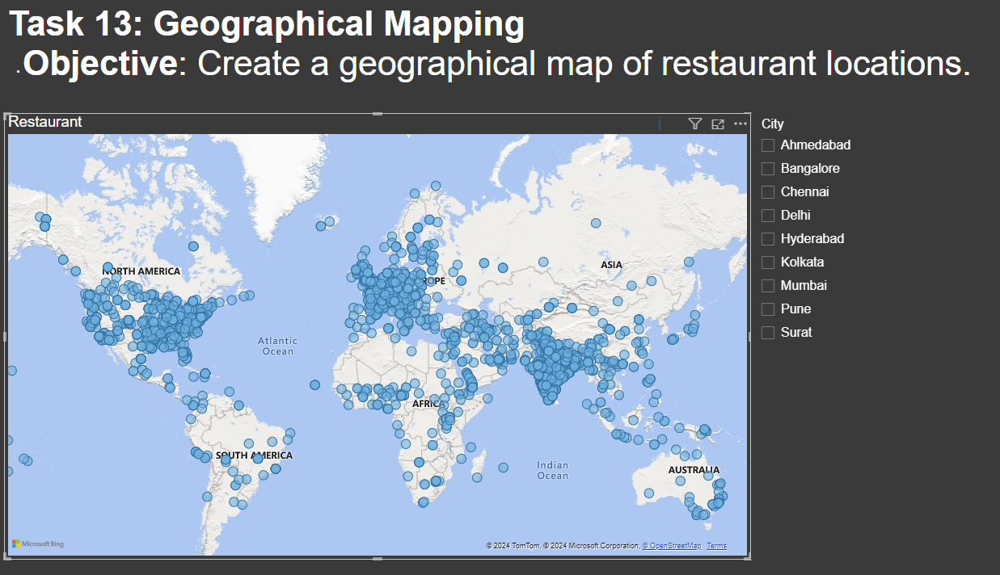 Task 13: Geographical Mapping
.Objective: Create a geographical map of restaurant locations.
Restaurant
City
Ahmedabad
Bangalore
Chennai
Delhi
Hyderabad
Kolkata
Mumbai
Pune
Surat
NORTH AMERICA
ASIA
Atlantic
Ocean
AFRICA
SOUTH AMERICA
Indian
Ocean
AUSTRALIA
Microsoft Bing
© 2024 TomTom, © 2024 Microsoft Corporation, © OpenStreetMap Terms